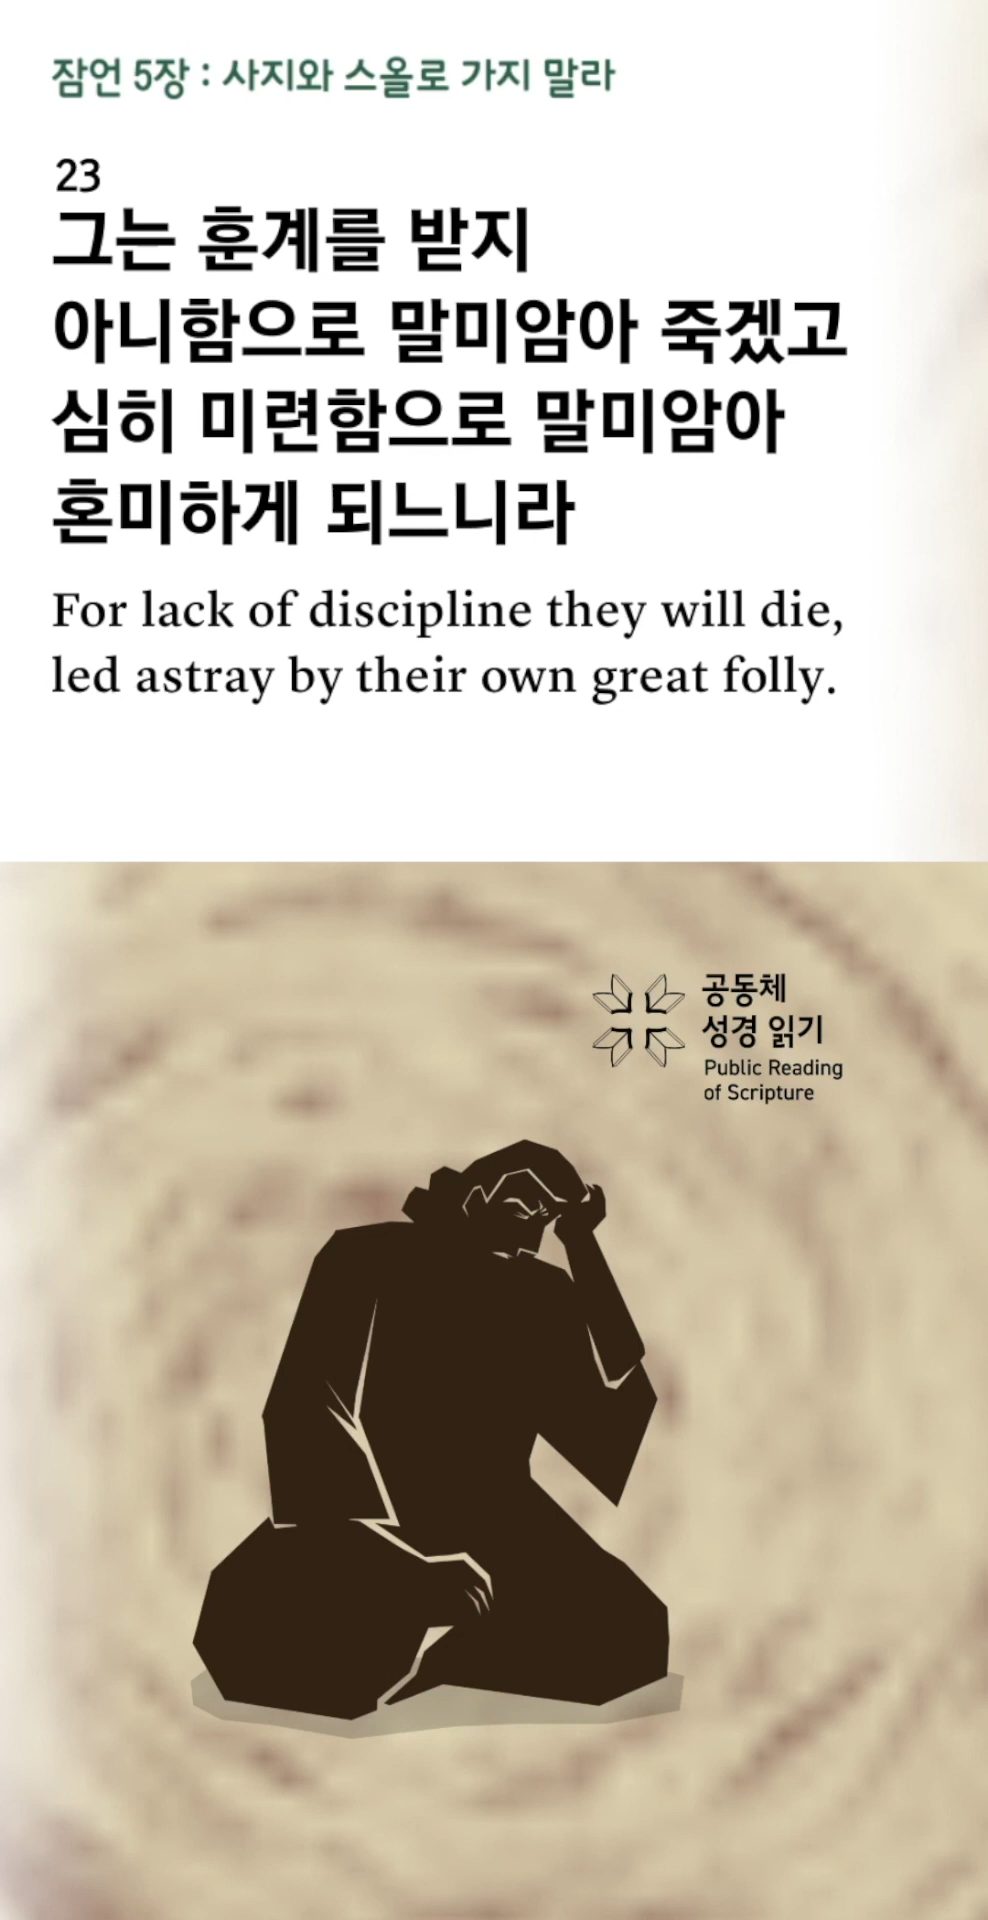 잠언 5장 : 사지와 스올로 가지 말라
23
그는 훈계를 받지
아니함으로 말미암아 죽겠고
심히 미련함으로 말미암아
혼미하게 되느니라
For lack of discipline they will die,
led astray by their own great folly.
공동체
성경 읽기
Public Reading
of Scripture